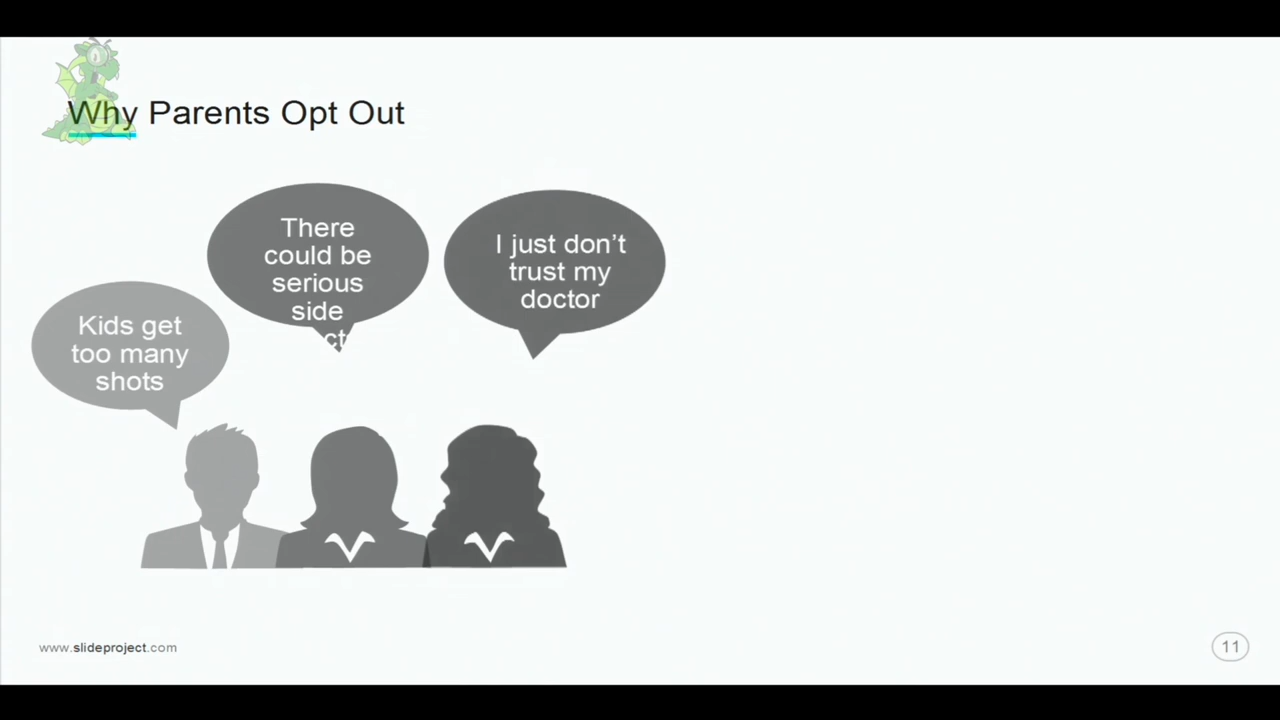 Why Parents Opt Out
There
could be
serious
side
I just don’t
trust my
doctor
Kids get
too many
shots
www.slideproject.com
11